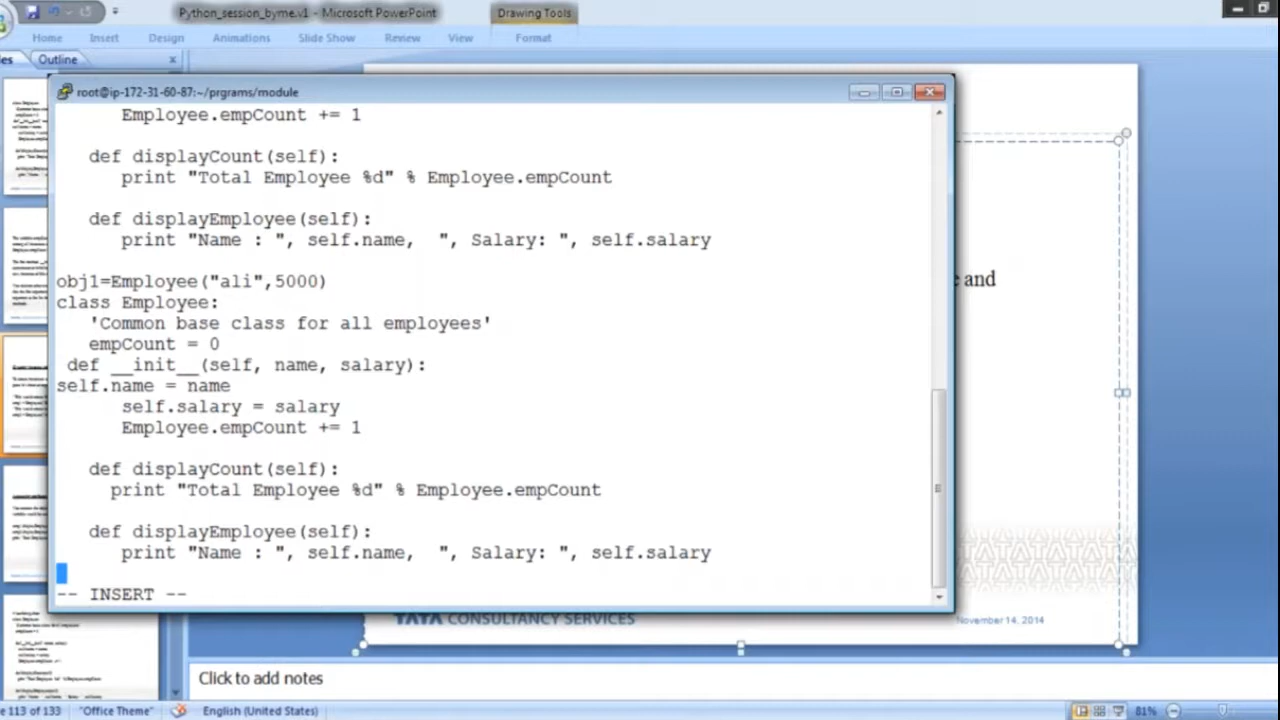 Python_session_byme.v1 - Microsoft PowerPoint
Drawing Tools
Home Insert Design Animations Slide Show Review View Format
Outline
root@ip-172-31-60-87:~/prgrams/module
Employee.empCount += 1
def displayCount(self):
print "Total Employee %d" % Employee.empCount
def displayEmployee(self):
print "Name : ", self.name,  ", Salary: ", self.salary
obj1=Employee("ali",5000)
class Employee:
'Common base class for all employees'
empCount = 0
def __init__(self, name, salary):
self.name = name
self.salary = salary
Employee.empCount += 1
def displayCount(self):
print "Total Employee %d" % Employee.empCount
def displayEmployee(self):
print "Name : ", self.name,  ", Salary: ", self.salary
-- INSERT --
and
TATA CONSULTANCY SERVICES
November 14, 2014
Click to add notes
113 of 133
"Office Theme"
English (United States)
81%